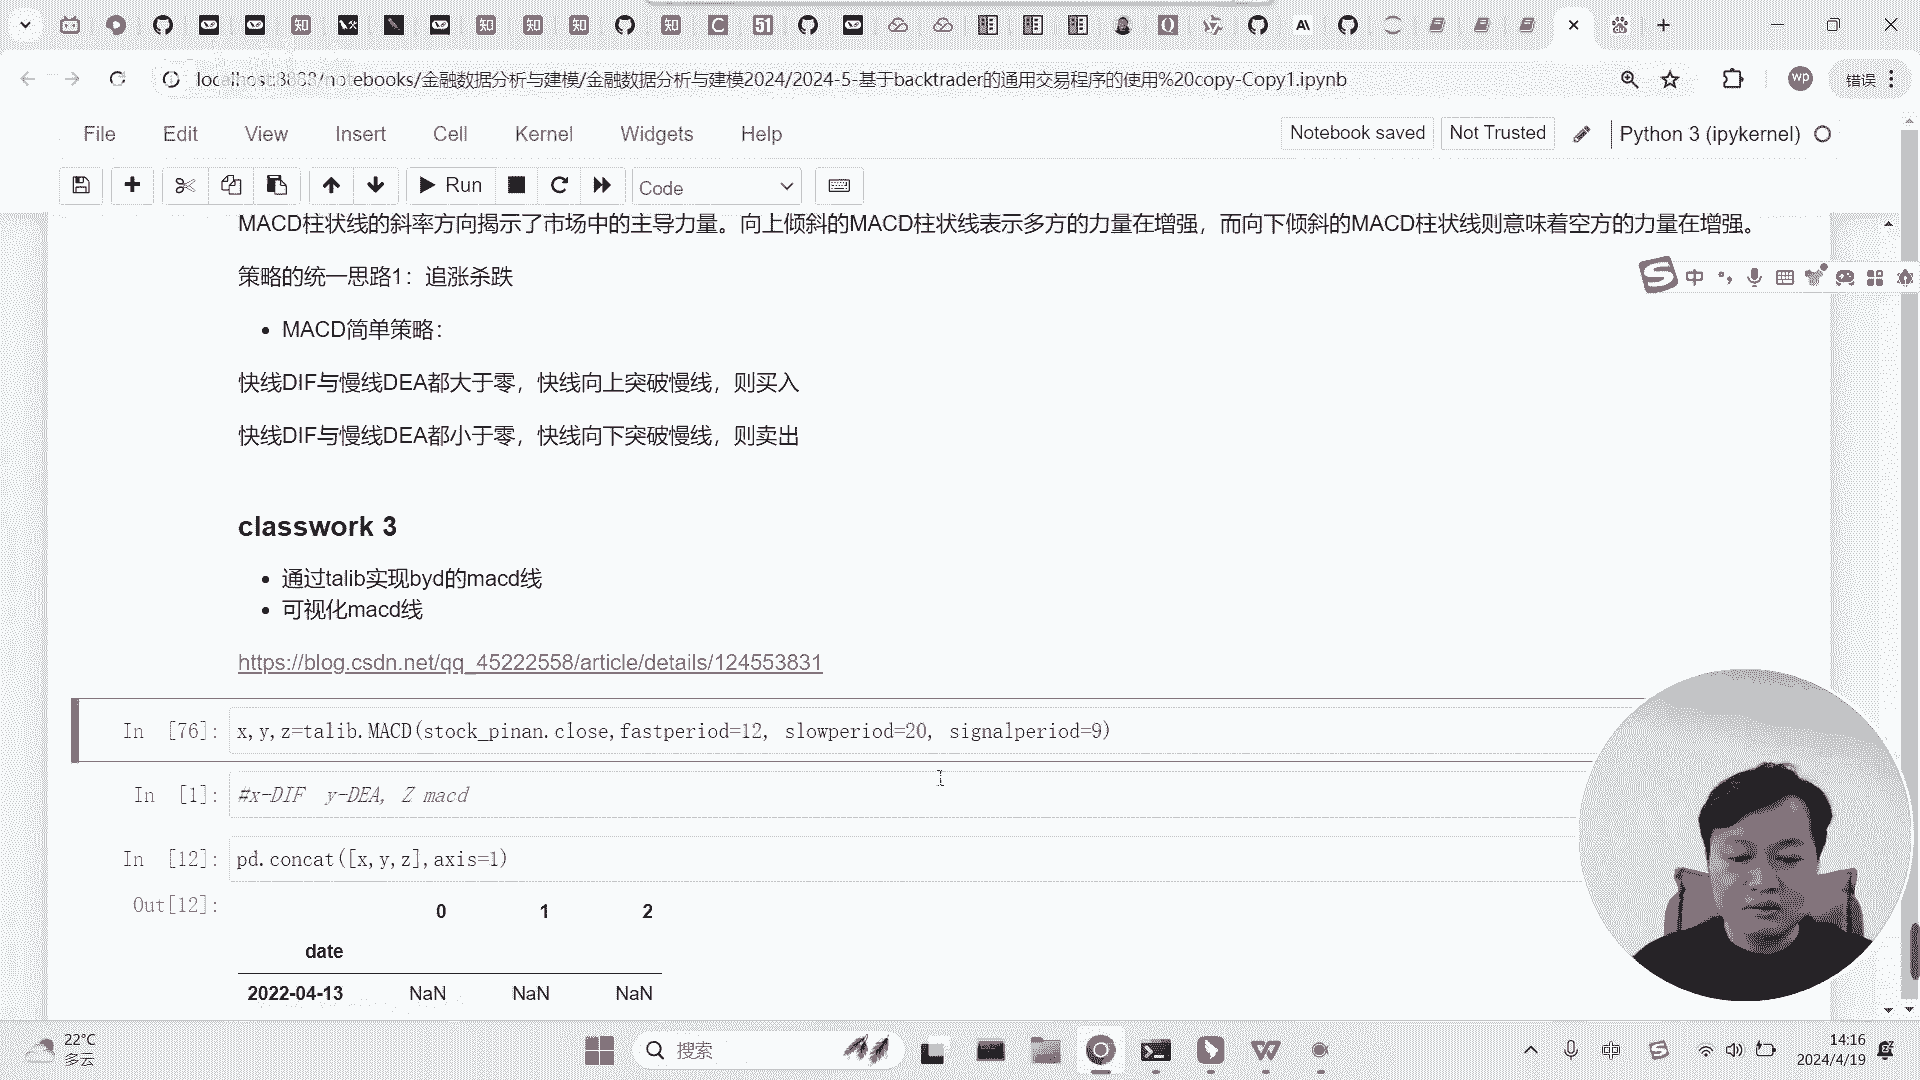 localhost:8888/notebooks/金融数据分析与建模/金融数据分析与建模2024/2024-5-基于backtrader的通用交易程序的使用%20copy-Copy1.ipynb
wp
错误
File Edit View Insert Cell Kernel Widgets Help
Notebook saved
Not Trusted
Python 3 (ipykernel)
Run
Code
MACD柱状线的斜率方向揭示了市场中的主导力量。向上倾斜的MACD柱状线表示多方的力量在增强，而向下倾斜的MACD柱状线则意味着空方的力量在增强。
策略的统一思路1：追涨杀跌
中
• MACD简单策略：
快线DIF与慢线DEA都大于零，快线向上突破慢线，则买入
快线DIF与慢线DEA都小于零，快线向下突破慢线，则卖出
classwork 3
• 通过talib实现byd的macd线
• 可视化macd线
https://blog.csdn.net/qq_45222558/article/details/124553831
In [76]: x,y,z=talib.MACD(stock_pinan.close,fastperiod=12, slowperiod=20, signalperiod=9)
In [1]: #x-DIF y-DEA, Z macd
In [12]: pd.concat([x,y,z],axis=1)
Out[12]:
0 1 2
date
2022-04-13 NaN NaN NaN
22°C
多云
搜索
14:16
2024/4/19